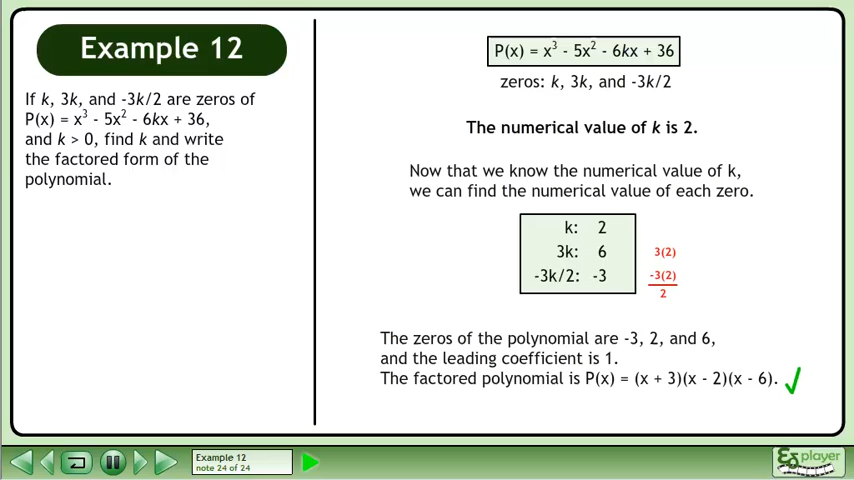 Example 12
If k, 3k, and -3k/2 are zeros of
P(x) = x³ - 5x² - 6kx + 36,
and k > 0, find k and write
the factored form of the
polynomial.
P(x) = x³ - 5x² - 6kx + 36
zeros: k, 3k, and -3k/2
The numerical value of k is 2.
Now that we know the numerical value of k,
we can find the numerical value of each zero.
k: 2
3k: 6 3(2)
-3k/2: -3 -3(2)
2
The zeros of the polynomial are -3, 2, and 6,
and the leading coefficient is 1.
The factored polynomial is P(x) = (x + 3)(x - 2)(x - 6).
Example 12
note 24 of 24
player